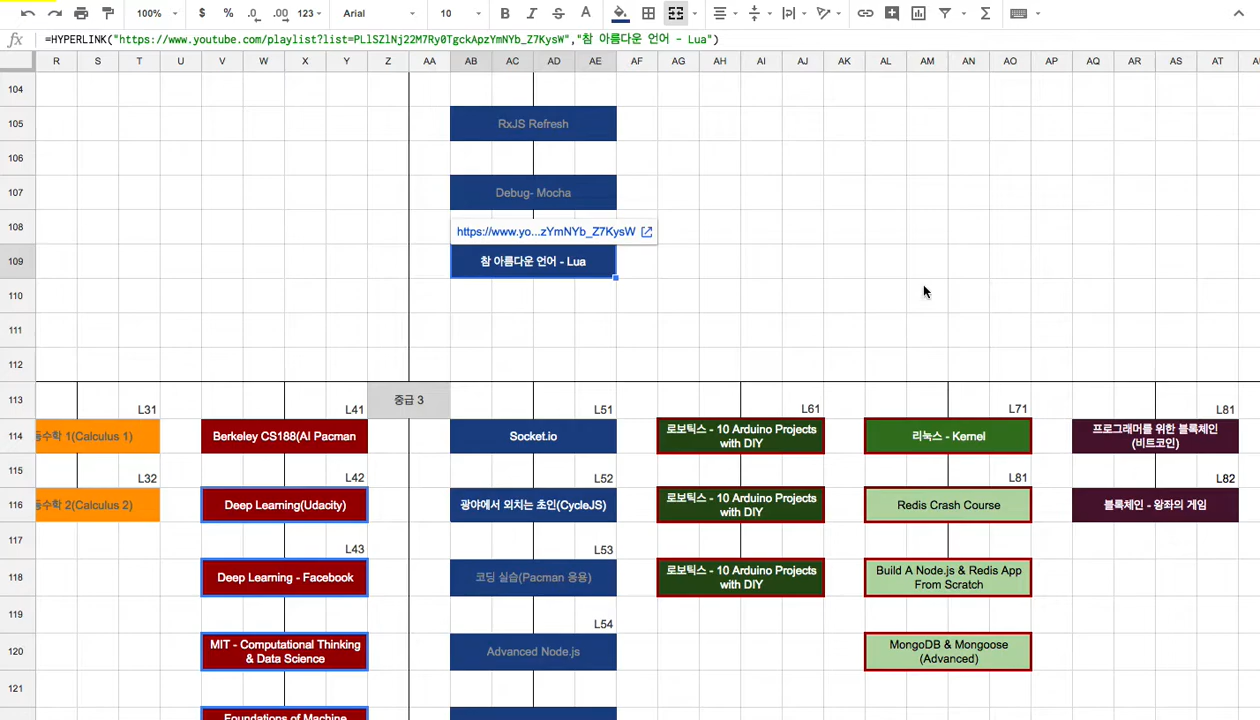 100% $ % .0 .00 123 Arial 10 B I S A
fx =HYPERLINK("https://www.youtube.com/playlist?list=PLlSZlNj22M7Ry0TgckApzYmNYb_Z7KysW","참 아름다운 언어 - Lua")
R S T U V W X Y Z AA AB AC AD AE AF AG AH AI AJ AK AL AM AN AO AP AQ AR AS AT
104
105 RxJS Refresh
106
107 Debug- Mocha
108 https://www.yo...zYmNYb_Z7KysW
109 참 아름다운 언어 - Lua
110
111
112
113 L31 L41 중급 3 L51 L61 L71 L81
114 수학 1(Calculus 1) Berkeley CS188(AI Pacman Socket.io 로보틱스 - 10 Arduino Projects with DIY 리눅스 - Kernel 프로그래머를 위한 블록체인 (비트코인)
115 L32 L42 L52 L81 L82
116 수학 2(Calculus 2) Deep Learning(Udacity) 광야에서 외치는 초인(CycleJS) 로보틱스 - 10 Arduino Projects with DIY Redis Crash Course 블록체인 - 왕좌의 게임
117 L43 L53
118 Deep Learning - Facebook 코딩 실습(Pacman 응용) 로보틱스 - 10 Arduino Projects with DIY Build A Node.js & Redis App From Scratch
119 L54
120 MIT - Computational Thinking & Data Science Advanced Node.js MongoDB & Mongoose (Advanced)
121
Foundations of Machine